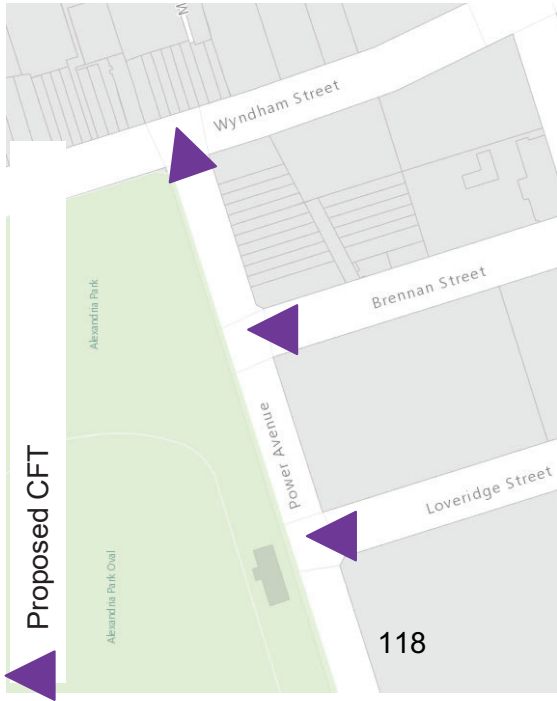 M
Wyndham Street
Alexandria Park
Brennan Street
Power Avenue
Loveridge Street
Proposed CFT
Alexandria Park Oval
118